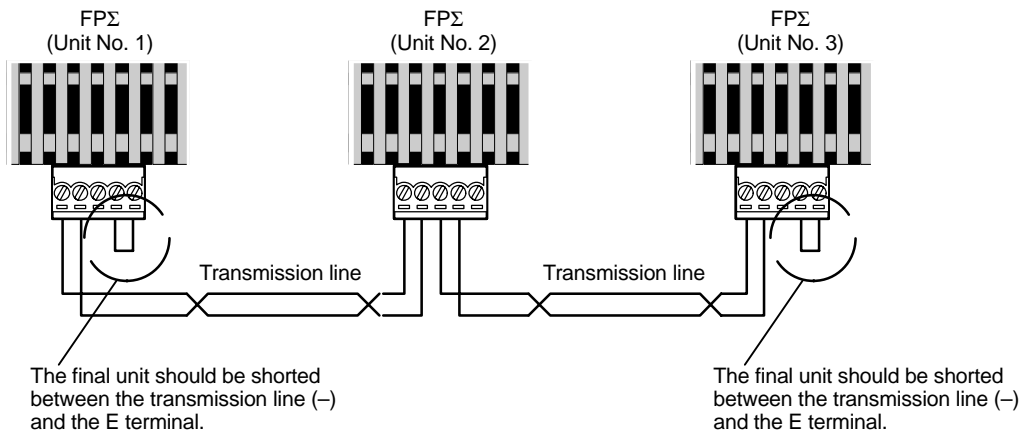 FPΣ
(Unit No. 1)
FPΣ
(Unit No. 2)
FPΣ
(Unit No. 3)
Transmission line
Transmission line
The final unit should be shorted
between the transmission line (–)
and the E terminal.
The final unit should be shorted
between the transmission line (–)
and the E terminal.